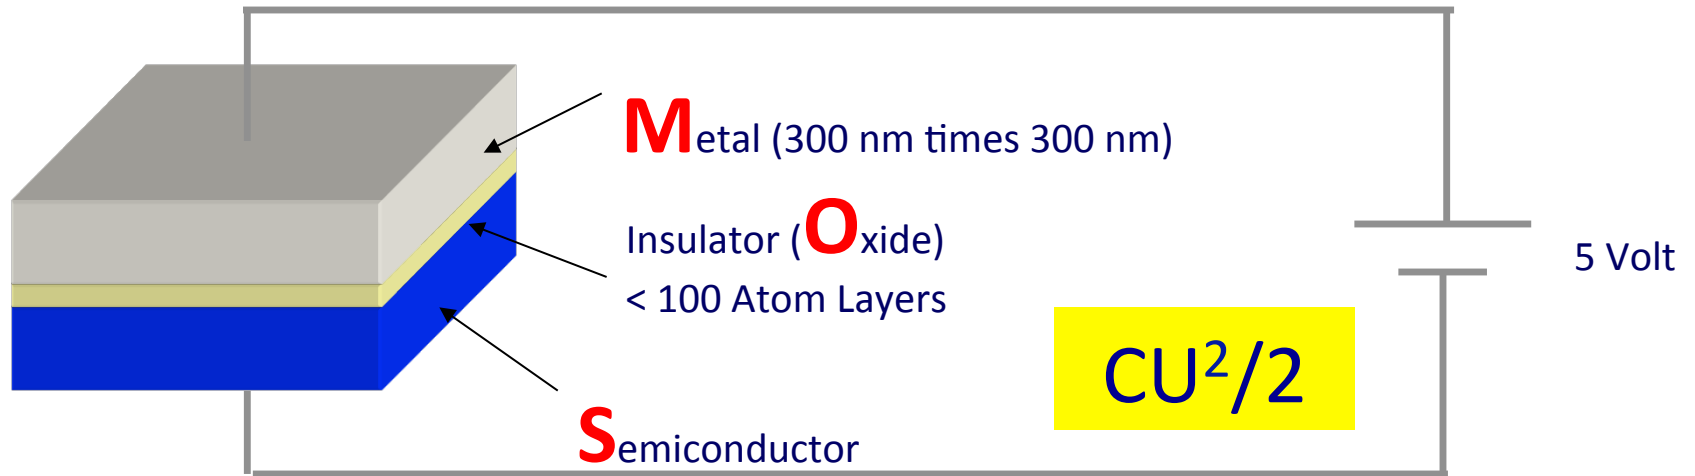 Metal (300 nm times 300 nm)
Insulator (Oxide)
< 100 Atom Layers
5 Volt
CU²/2
Semiconductor